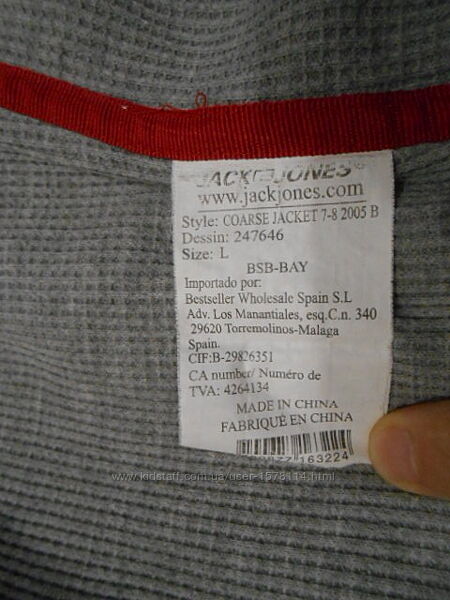 JACK & JONES
www.jackjones.com
Style: COARSE JACKET 7-8 2005 B
Dessin: 247646
Size: L
BSB-BAY
Importado por:
Bestseller Wholesale Spain S.L
Adv. Los Manantiales, esq.C.n. 340
29620 Torremolinos-Malaga
Spain.
CIF:B-29826351
CA number/ Numéro de
TVA: 4264134
MADE IN CHINA
FABRIQUÉ EN CHINA
163224
www.kidstaff.com.ua/user-1578114.html